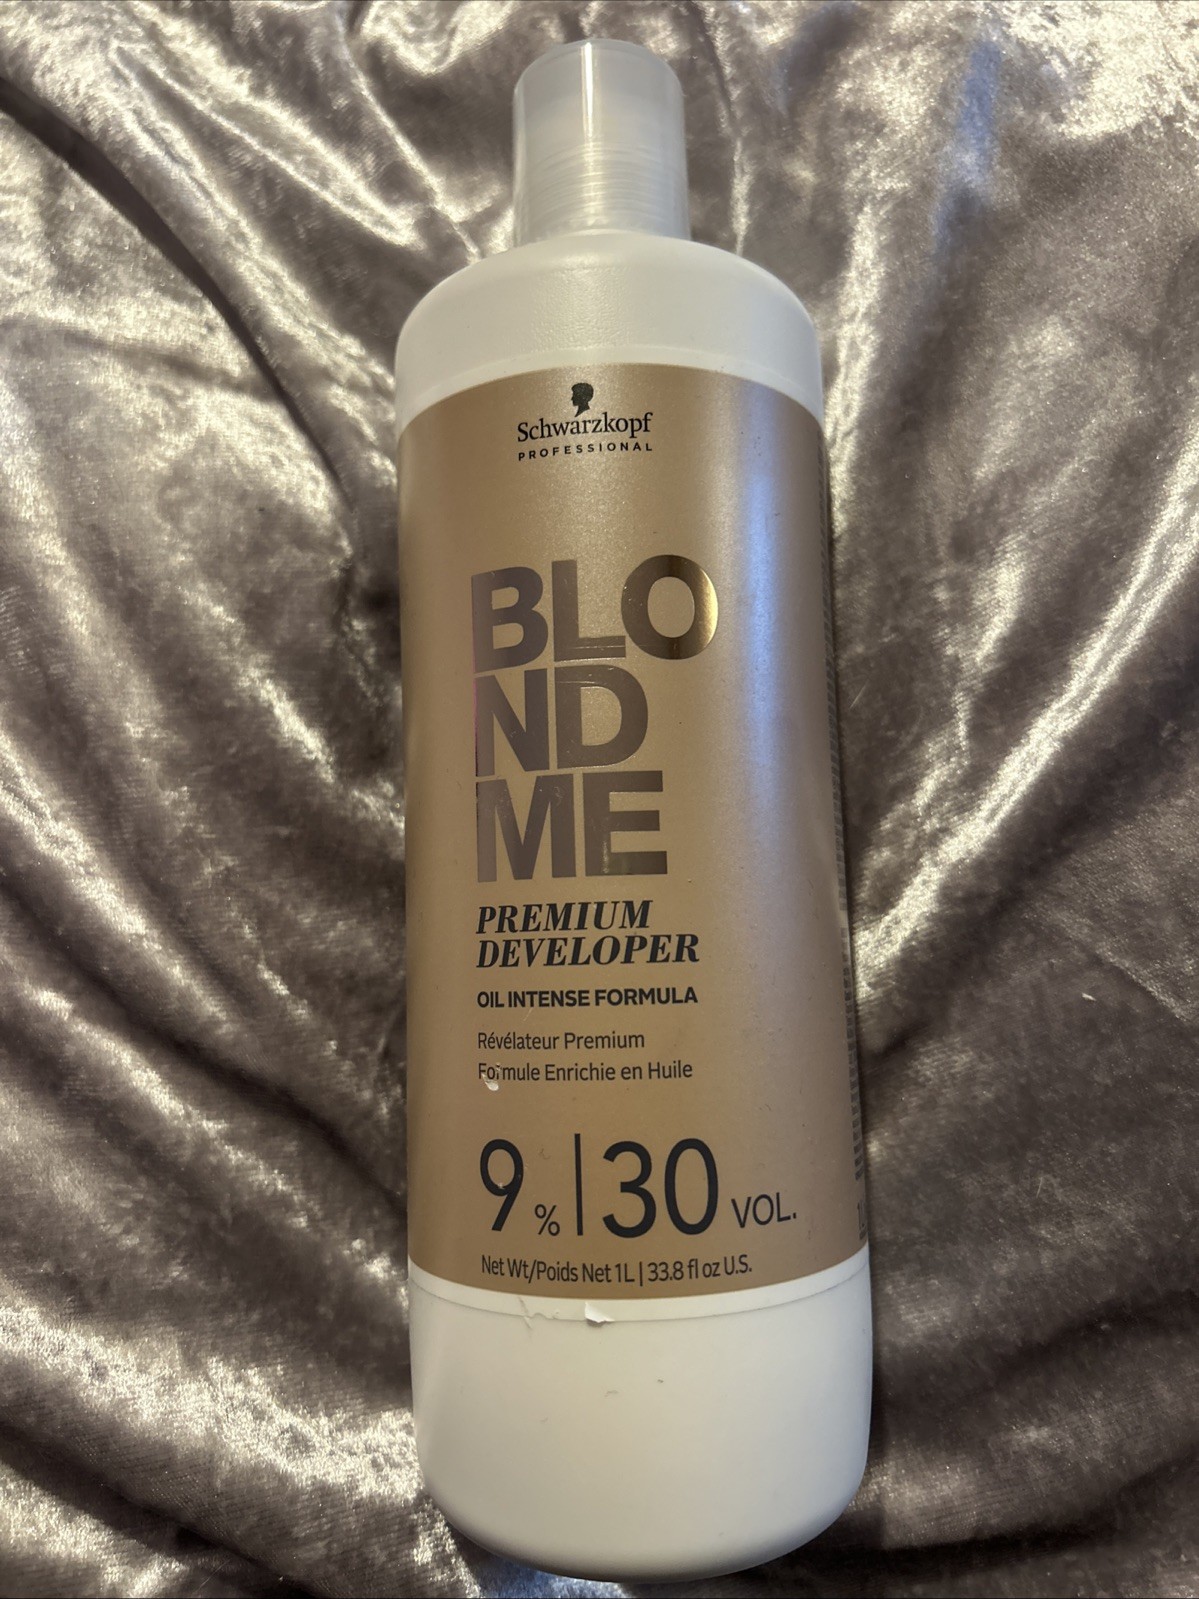 Schwarzkopf
PROFESSIONAL
BLO
ND
ME
PREMIUM
DEVELOPER
OIL INTENSE FORMULA
Révélateur Premium
Formule Enrichie en Huile
9% | 30 VOL.
Net Wt/Poids Net 1L | 33.8 fl oz U.S.